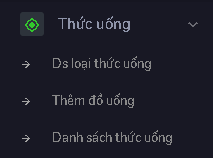 Thức uống
Ds loại thức uống
Thêm đồ uống
Danh sách thức uống